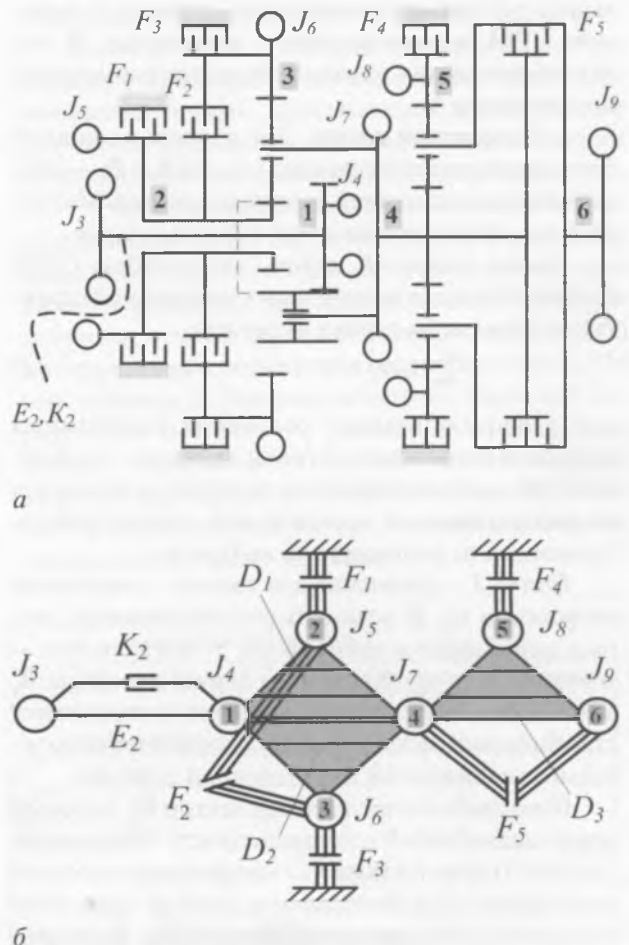 F₃ J₆ F₄ F₅
3 J₈ 5
F₁ F₂ J₇ J₉
J₅
J₄
2 1 4 6
J₃
E₂, K₂
а
D₁ F₁ F₄
2 J₅ 5 J₈
J₃ K₂ J₄ J₇ J₉
1 4 6
E₂
F₂ 3 J₆ F₅ D₃
D₂ F₃
б